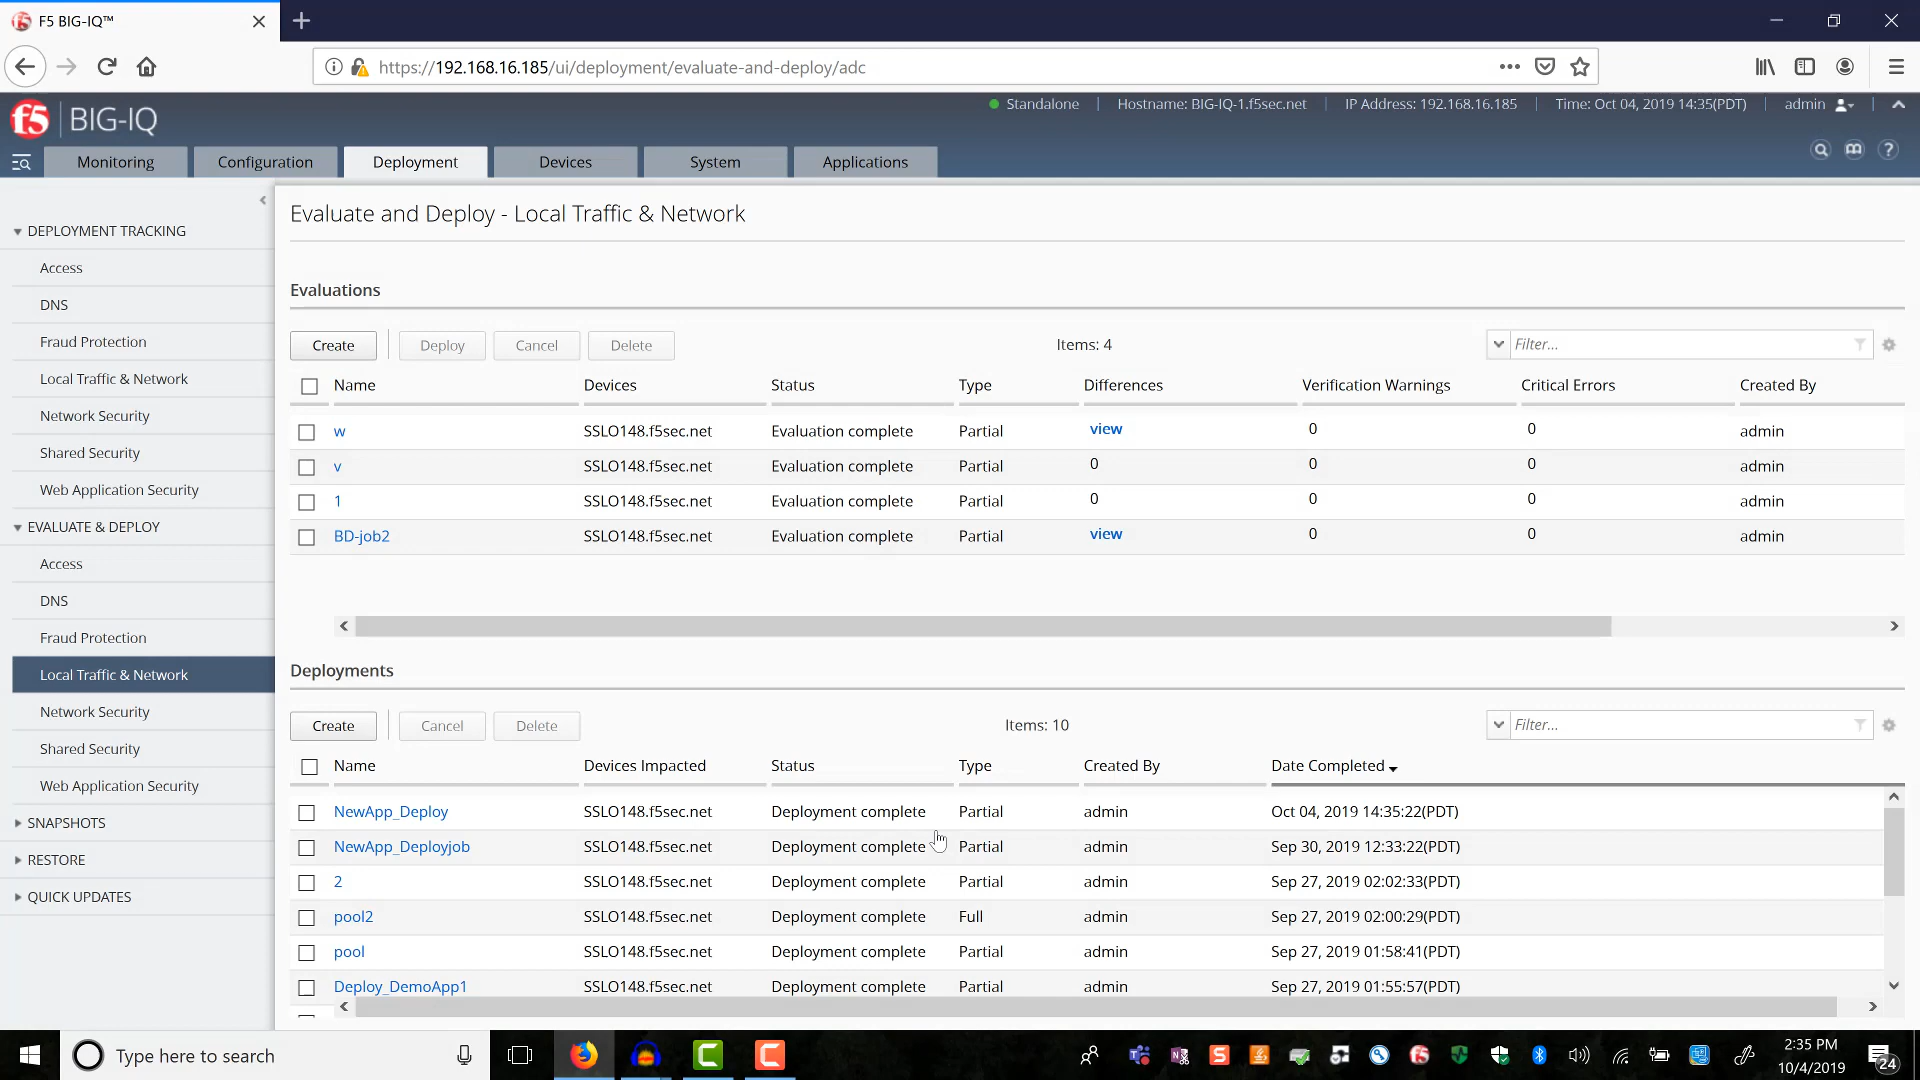 F5 BIG-IQ™
https://192.168.16.185/ui/deployment/evaluate-and-deploy/adc
f5 BIG-IQ
Standalone | Hostname: BIG-IQ-1.f5sec.net | IP Address: 192.168.16.185 | Time: Oct 04, 2019 14:35(PDT) | admin
Monitoring Configuration Deployment Devices System Applications
DEPLOYMENT TRACKING
Access
DNS
Fraud Protection
Local Traffic & Network
Network Security
Shared Security
Web Application Security
EVALUATE & DEPLOY
Access
DNS
Fraud Protection
Local Traffic & Network
Network Security
Shared Security
Web Application Security
SNAPSHOTS
RESTORE
QUICK UPDATES
Evaluate and Deploy - Local Traffic & Network
Evaluations
Create Deploy Cancel Delete Items: 4 Filter...
Name Devices Status Type Differences Verification Warnings Critical Errors Created By
w SSLO148.f5sec.net Evaluation complete Partial view 0 0 admin
v SSLO148.f5sec.net Evaluation complete Partial 0 0 0 admin
1 SSLO148.f5sec.net Evaluation complete Partial 0 0 0 admin
BD-job2 SSLO148.f5sec.net Evaluation complete Partial view 0 0 admin
Deployments
Create Cancel Delete Items: 10 Filter...
Name Devices Impacted Status Type Created By Date Completed
NewApp_Deploy SSLO148.f5sec.net Deployment complete Partial admin Oct 04, 2019 14:35:22(PDT)
NewApp_Deployjob SSLO148.f5sec.net Deployment complete Partial admin Sep 30, 2019 12:33:22(PDT)
2 SSLO148.f5sec.net Deployment complete Partial admin Sep 27, 2019 02:02:33(PDT)
pool2 SSLO148.f5sec.net Deployment complete Full admin Sep 27, 2019 02:00:29(PDT)
pool SSLO148.f5sec.net Deployment complete Partial admin Sep 27, 2019 01:58:41(PDT)
Deploy_DemoApp1 SSLO148.f5sec.net Deployment complete Partial admin Sep 27, 2019 01:55:57(PDT)
Type here to search
2:35 PM
10/4/2019
24